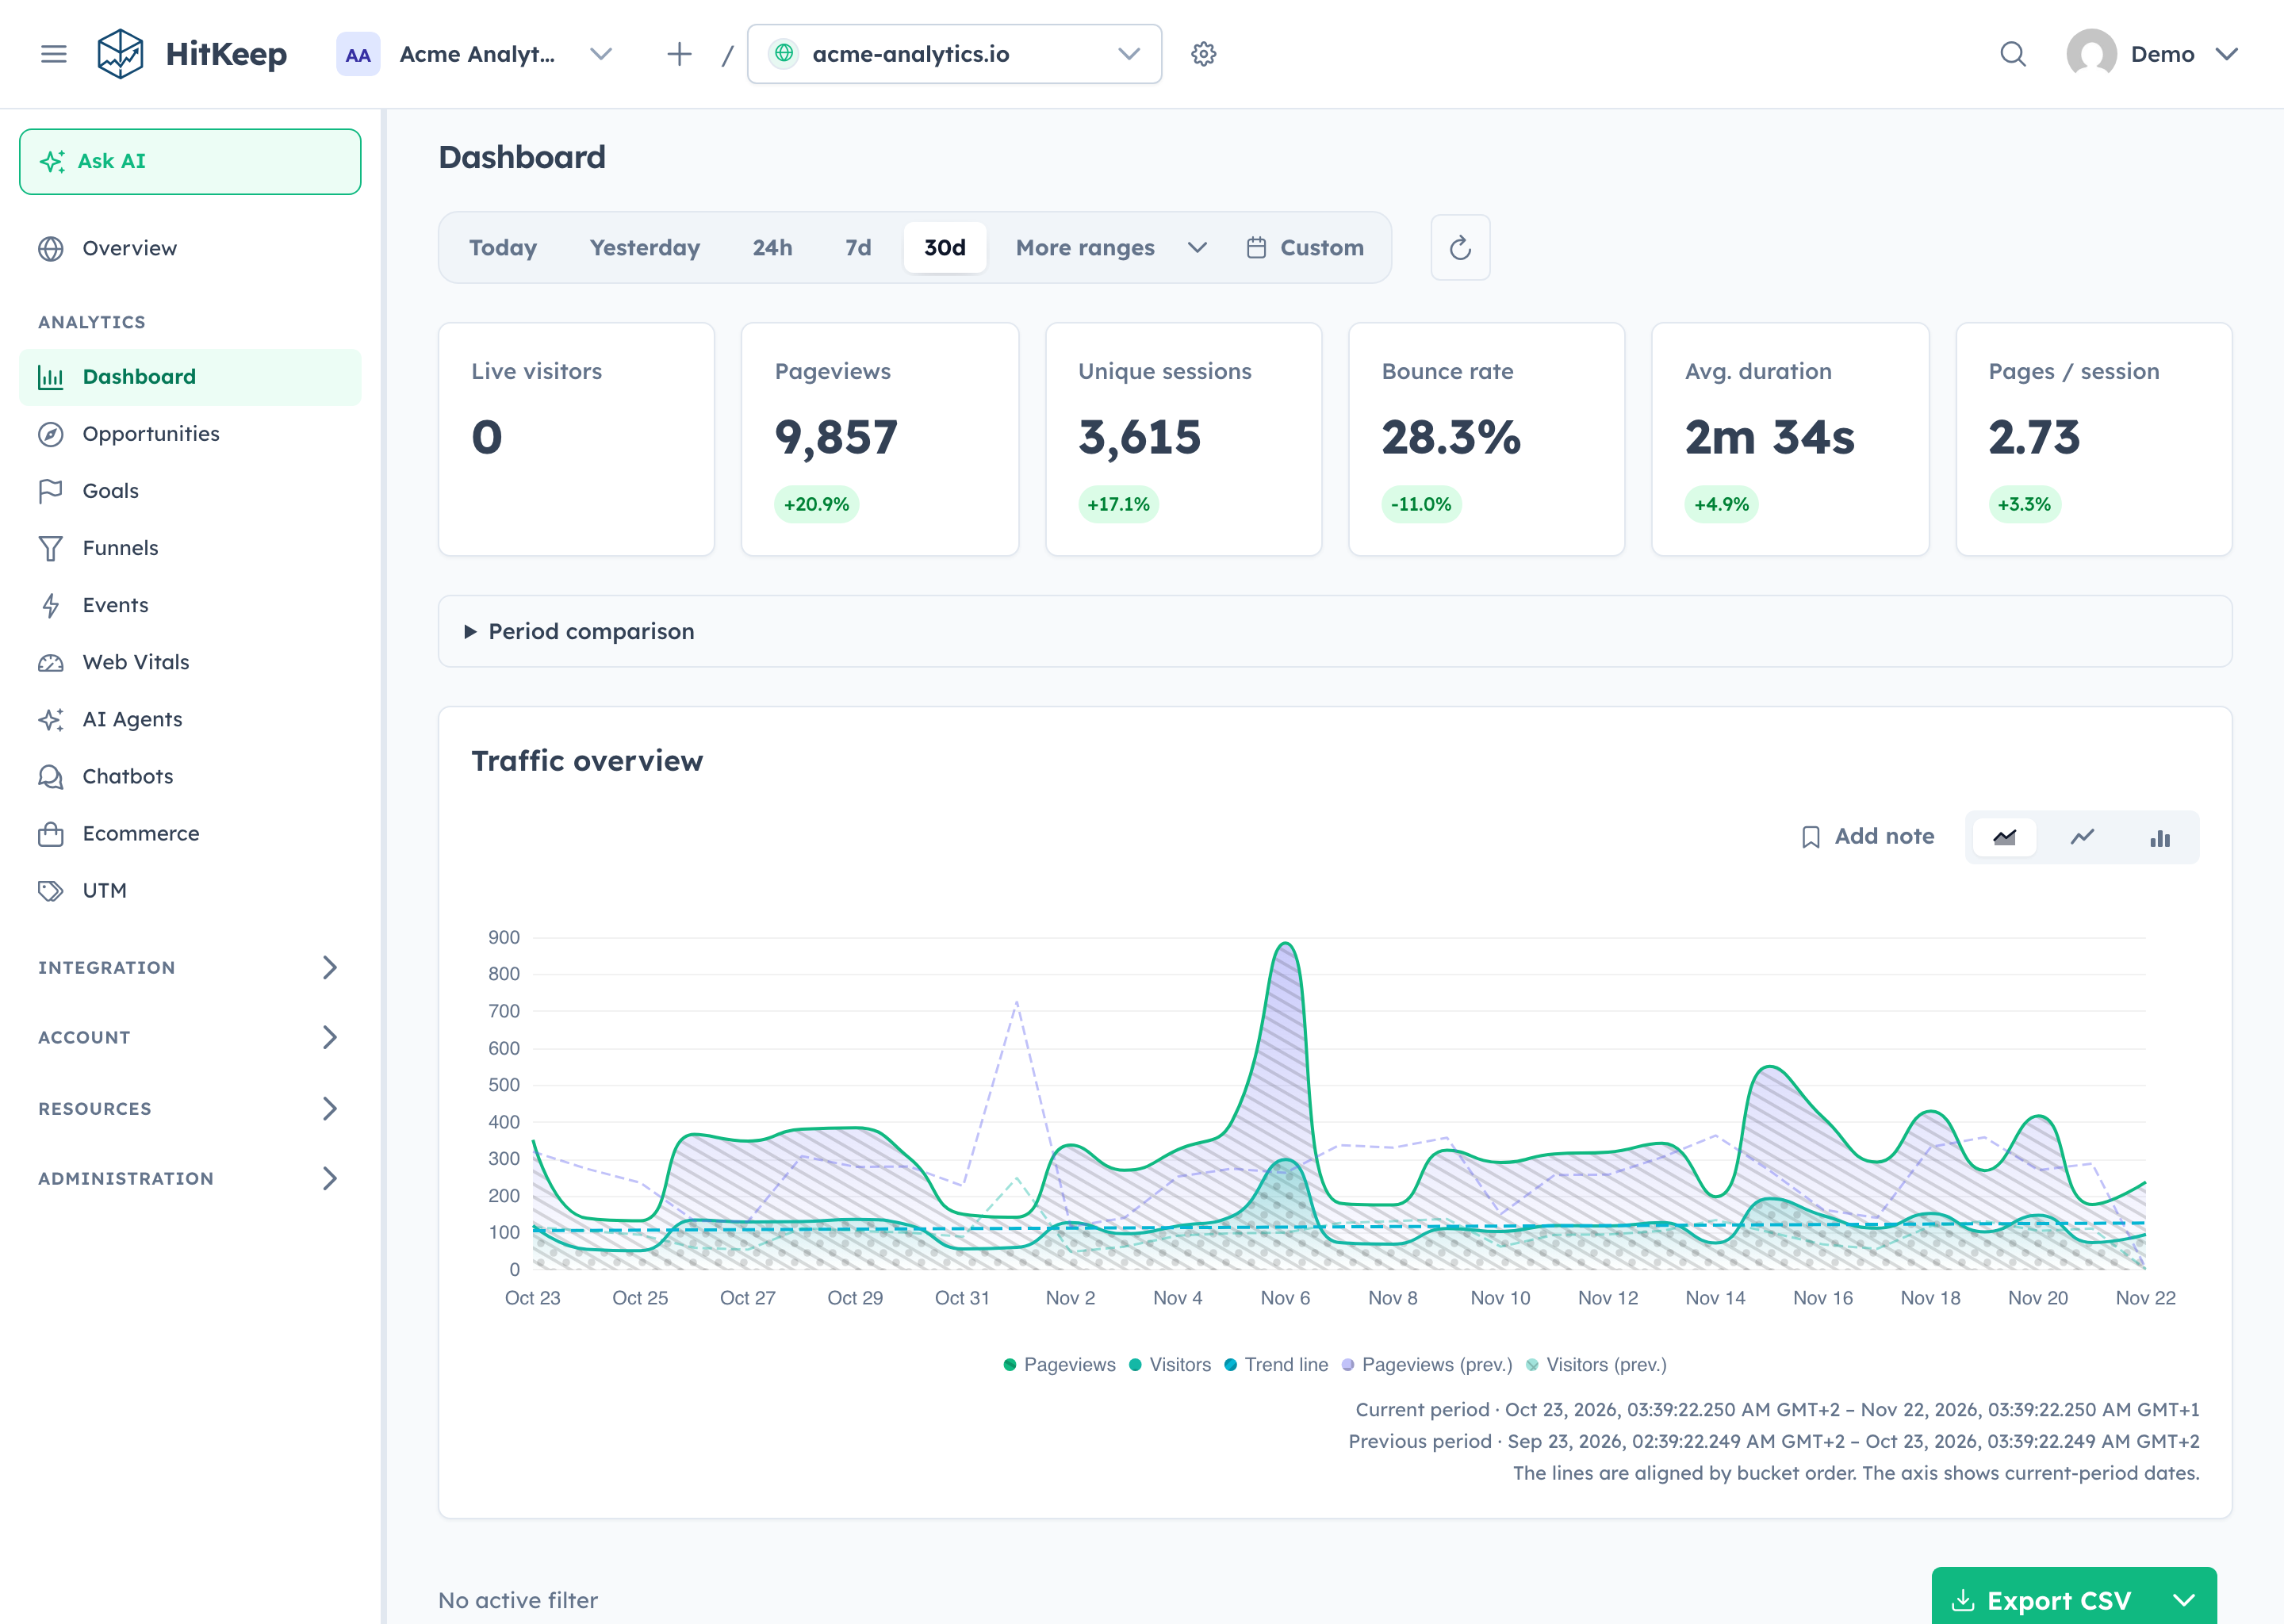 HitKeep
AA Acme Analyt... / acme-analytics.io
Demo
Ask AI
Overview
ANALYTICS
Dashboard
Opportunities
Goals
Funnels
Events
Web Vitals
AI Agents
Chatbots
Ecommerce
UTM
INTEGRATION
ACCOUNT
RESOURCES
ADMINISTRATION
Dashboard
Today Yesterday 24h 7d 30d More ranges Custom
Live visitors
0
Pageviews
9,857
+20.9%
Unique sessions
3,615
+17.1%
Bounce rate
28.3%
-11.0%
Avg. duration
2m 34s
+4.9%
Pages / session
2.73
+3.3%
Period comparison
Traffic overview
Add note
900
800
700
600
500
400
300
200
100
0
Oct 23 Oct 25 Oct 27 Oct 29 Oct 31 Nov 2 Nov 4 Nov 6 Nov 8 Nov 10 Nov 12 Nov 14 Nov 16 Nov 18 Nov 20 Nov 22
Pageviews Visitors Trend line Pageviews (prev.) Visitors (prev.)
Current period · Oct 23, 2026, 03:39:22.250 AM GMT+2 – Nov 22, 2026, 03:39:22.250 AM GMT+1
Previous period · Sep 23, 2026, 02:39:22.249 AM GMT+2 – Oct 23, 2026, 03:39:22.249 AM GMT+2
The lines are aligned by bucket order. The axis shows current-period dates.
No active filter
Export CSV